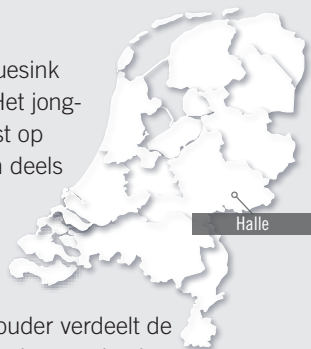 uesink
Het jong-
st op
n deels
Halle
ouder verdeelt de